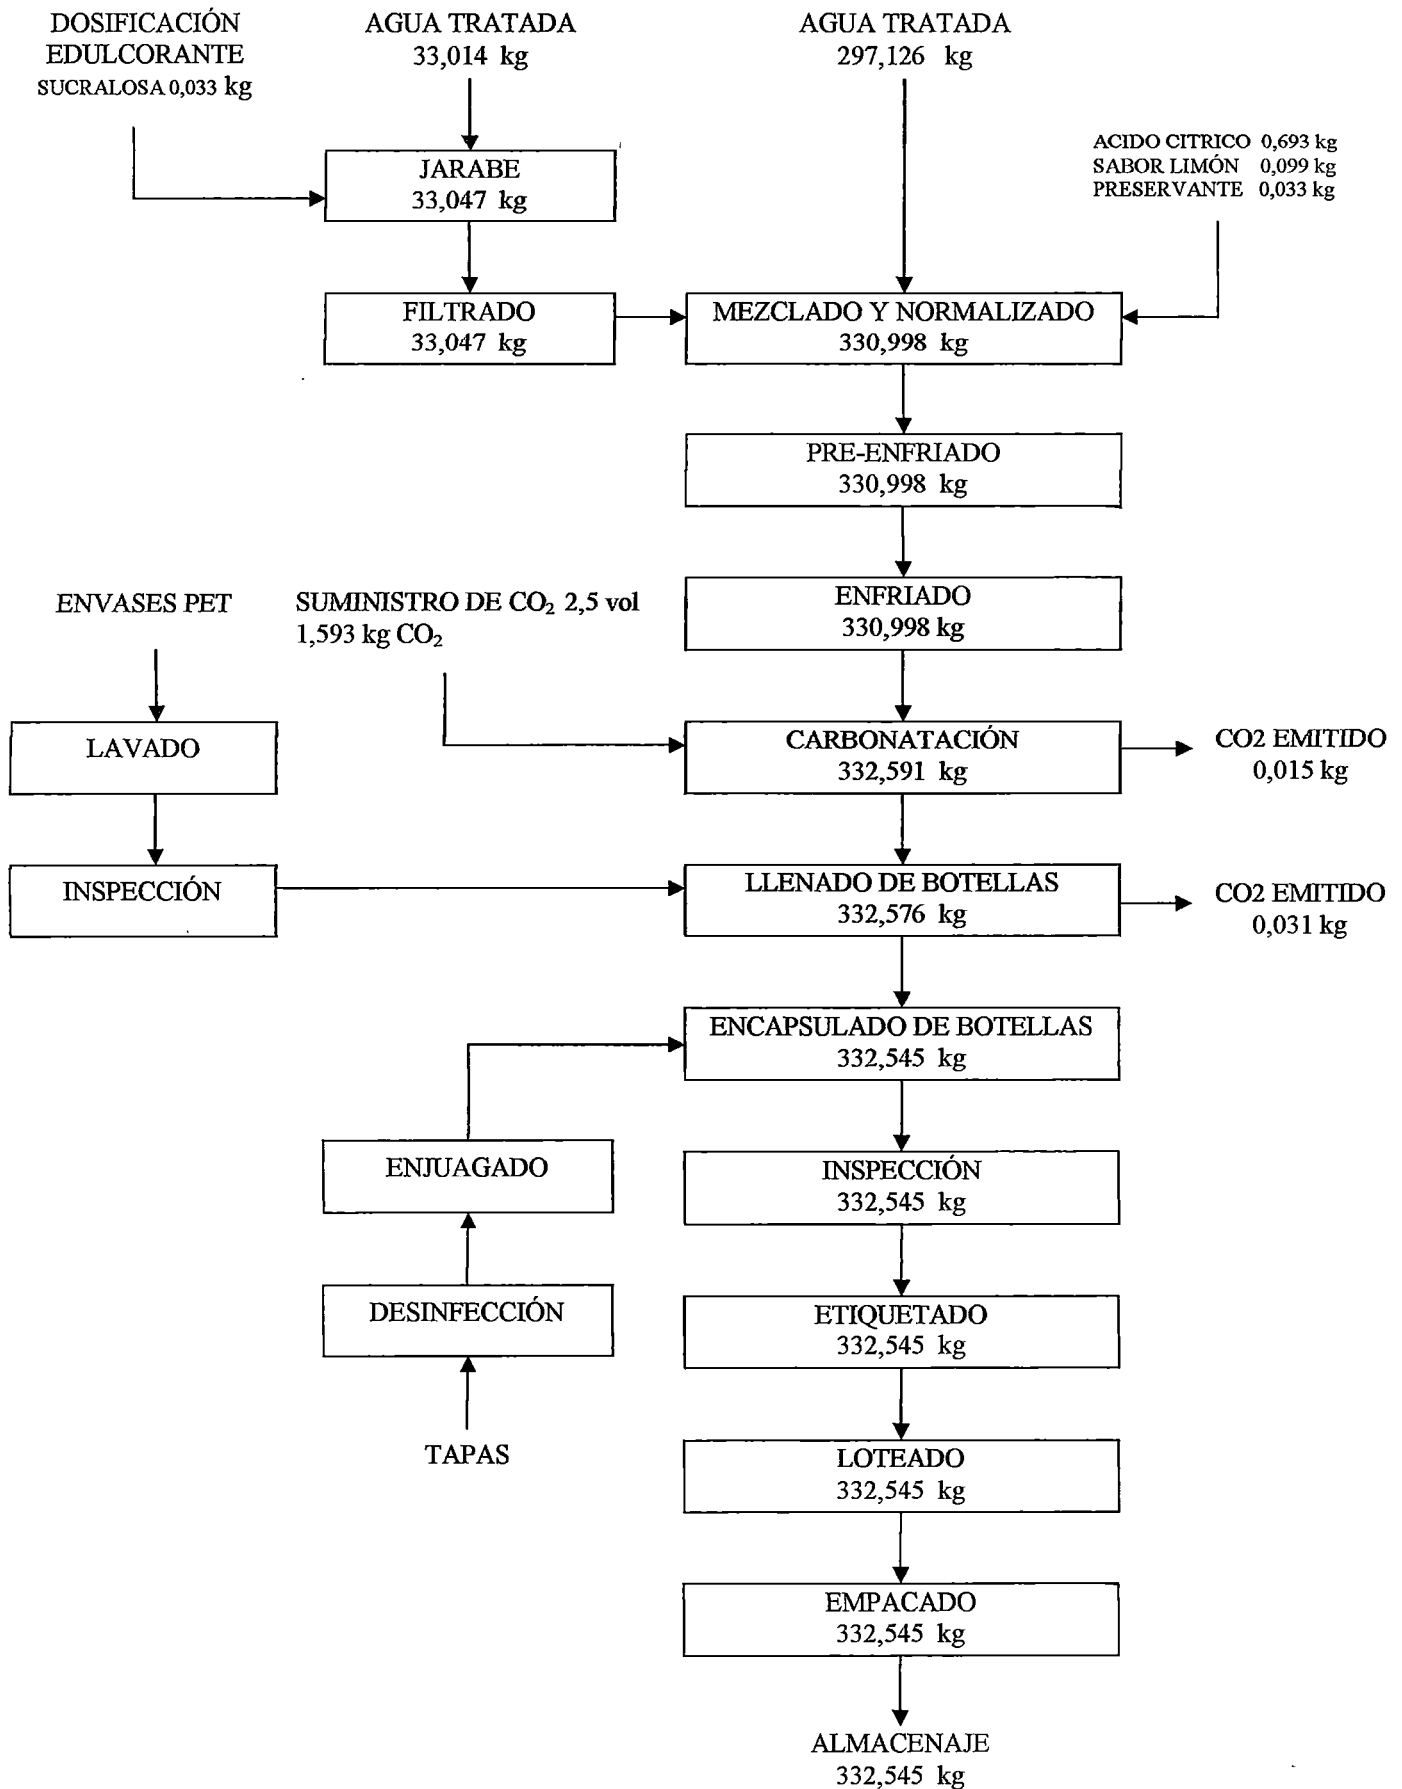 DOSIFICACIÓN
EDULCORANTE
SUCRALOSA 0,033 kg
AGUA TRATADA
33,014 kg
AGUA TRATADA
297,126 kg
ACIDO CITRICO 0,693 kg
SABOR LIMÓN 0,099 kg
PRESERVANTE 0,033 kg
JARABE
33,047 kg
FILTRADO
33,047 kg
MEZCLADO Y NORMALIZADO
330,998 kg
PRE-ENFRIADO
330,998 kg
ENFRIADO
330,998 kg
ENVASES PET
SUMINISTRO DE CO₂ 2,5 vol
1,593 kg CO₂
LAVADO
CARBONATACIÓN
332,591 kg
CO2 EMITIDO
0,015 kg
INSPECCIÓN
LLENADO DE BOTELLAS
332,576 kg
CO2 EMITIDO
0,031 kg
ENCAPSULADO DE BOTELLAS
332,545 kg
ENJUAGADO
INSPECCIÓN
332,545 kg
DESINFECCIÓN
ETIQUETADO
332,545 kg
TAPAS
LOTEADO
332,545 kg
EMPACADO
332,545 kg
ALMACENAJE
332,545 kg